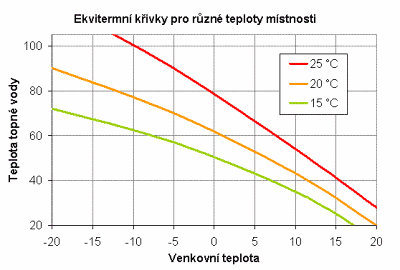 Ekvitermní křivky pro různé teploty místnosti
Teplota topné vody
100
80
60
40
20
25 °C
20 °C
15 °C
-20 -15 -10 -5 0 5 10 15 20
Venkovní teplota